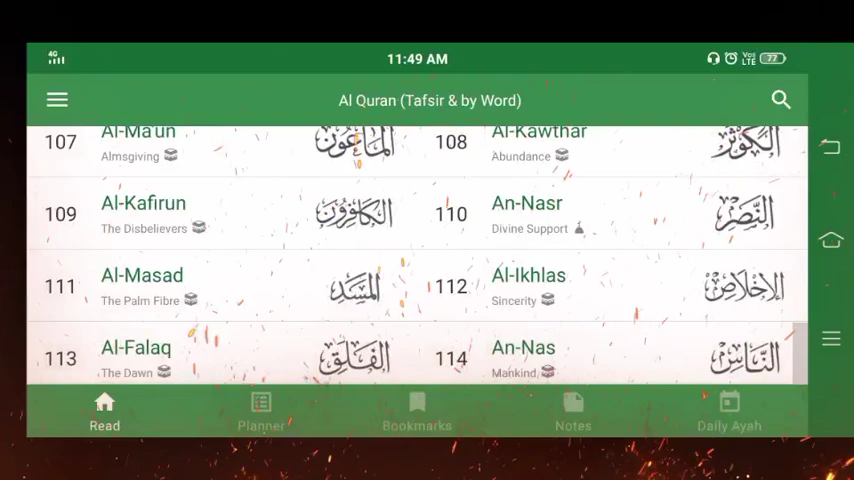 4G 11:49 AM Vo) LTE 77
Al Quran (Tafsir & by Word)
107 Al-Ma'un الماعون 108 Al-Kawthar الكوثر
Almsgiving Abundance
109 Al-Kafirun الكافرون 110 An-Nasr النصر
The Disbelievers Divine Support
111 Al-Masad المسد 112 Al-Ikhlas الإخلاص
The Palm Fibre Sincerity
113 Al-Falaq الفلق 114 An-Nas الناس
The Dawn Mankind
Read Planner Bookmarks Notes Daily Ayah